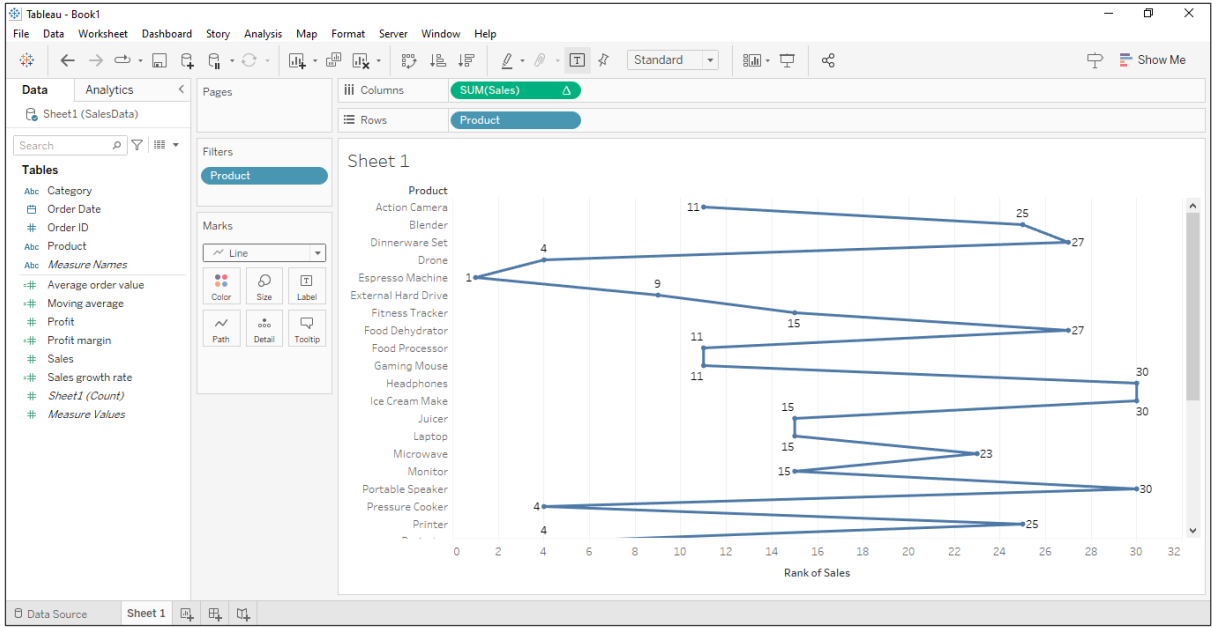 Tableau - Book1
File Data Worksheet Dashboard Story Analysis Map Format Server Window Help
Standard
Show Me
Data Analytics
Sheet1 (SalesData)
Search
Tables
Abc Category
Order Date
# Order ID
Abc Product
Abc Measure Names
=# Average order value
=# Moving average
# Profit
=# Profit margin
# Sales
=# Sales growth rate
# Sheet1 (Count)
# Measure Values
Pages
Filters
Product
Marks
Line
Color Size Label
Path Detail Tooltip
iii Columns SUM(Sales) Δ
Rows Product
Sheet 1
Product
Action Camera 11
Blender 25
Dinnerware Set 27
Drone 4
Espresso Machine 1
External Hard Drive 9
Fitness Tracker 15
Food Dehydrator 27
Food Processor 11
Gaming Mouse 11
Headphones 30
Ice Cream Make 30
Juicer 15
Laptop 15
Microwave 23
Monitor 15
Portable Speaker 30
Pressure Cooker 4
Printer 25
4
0 2 4 6 8 10 12 14 16 18 20 22 24 26 28 30 32
Rank of Sales
Data Source Sheet 1